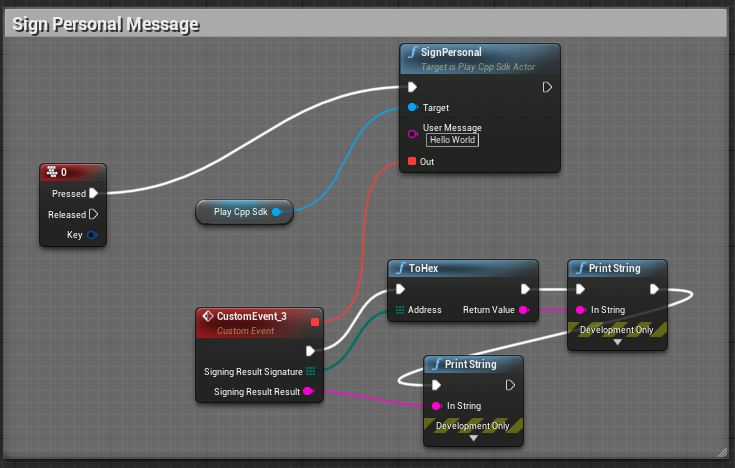 Sign Personal Message
SignPersonal
Target is Play Cpp Sdk Actor
Target
User Message
Hello World
Out
0
Pressed
Released
Key
Play Cpp Sdk
CustomEvent_3
Custom Event
Signing Result Signature
Signing Result Result
ToHex
Address
Return Value
Print String
In String
Development Only
Print String
In String
Development Only